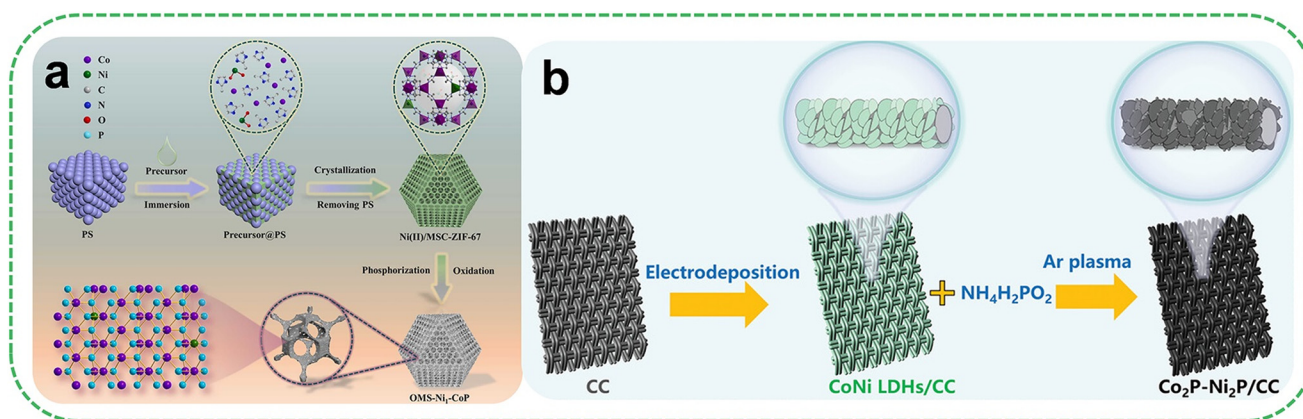 a
Co
Ni
C
N
O
P
Precursor
Immersion
Crystallization
Removing PS
PS
Precursor@PS
Ni(II)/MSC-ZIF-67
Phosphorization Oxidation
OMS-Ni₁-CoP
b
Electrodeposition
NH₄H₂PO₂
Ar plasma
CC
CoNi LDHs/CC
+
Co₂P-Ni₂P/CC